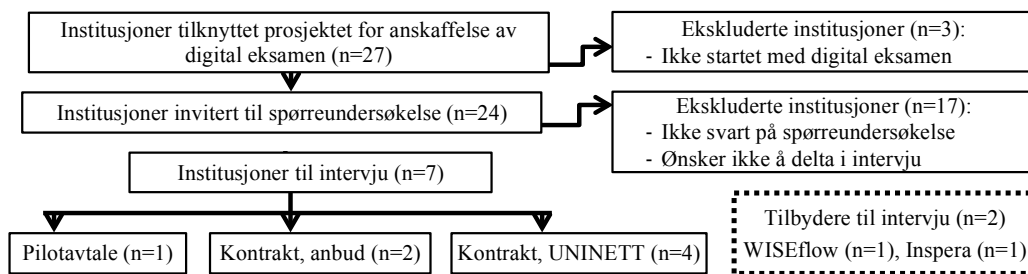 Institusjoner tilknyttet prosjektet for anskaffelse av
digital eksamen (n=27)
Ekskluderte institusjoner (n=3):
- Ikke startet med digital eksamen
Institusjoner invitert til spørreundersøkelse (n=24)
Ekskluderte institusjoner (n=17):
- Ikke svart på spørreundersøkelse
- Ønsker ikke å delta i intervju
Institusjoner til intervju (n=7)
Pilotavtale (n=1)
Kontrakt, anbud (n=2)
Kontrakt, UNINETT (n=4)
Tilbydere til intervju (n=2)
WISEflow (n=1), Inspera (n=1)